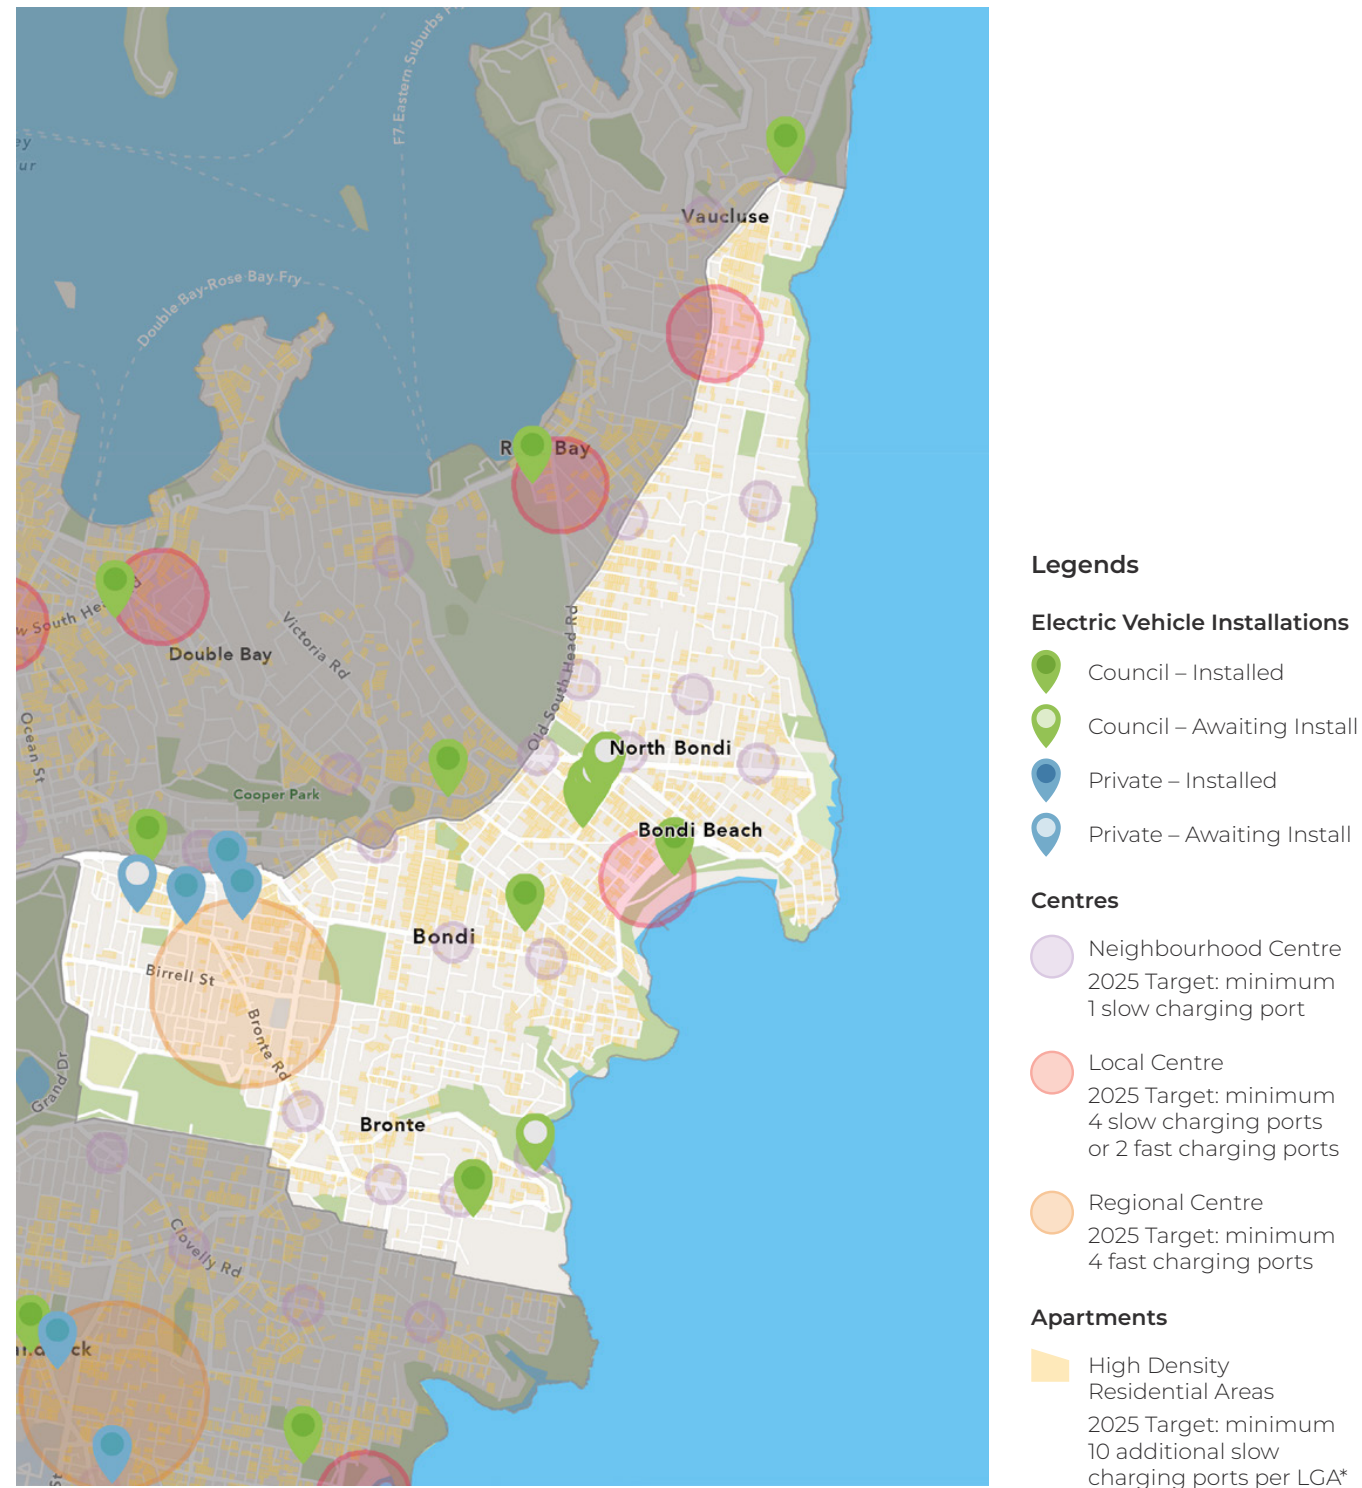 F7 Eastern Suburbs
Vaucluse
Double Bay-Rose Bay Fry
Bay
South
Double Bay
Victoria Rd
Old South Head Rd
Ocean St
North Bondi
Cooper Park
Bondi Beach
Bondi
Birrell St
Bronte Rd
Grand Dr
Bronte
Clovelly Rd
Legends
Electric Vehicle Installations
Council – Installed
Council – Awaiting Install
Private – Installed
Private – Awaiting Install
Centres
Neighbourhood Centre
2025 Target: minimum
1 slow charging port
Local Centre
2025 Target: minimum
4 slow charging ports
or 2 fast charging ports
Regional Centre
2025 Target: minimum
4 fast charging ports
Apartments
High Density
Residential Areas
2025 Target: minimum
10 additional slow
charging ports per LGA*